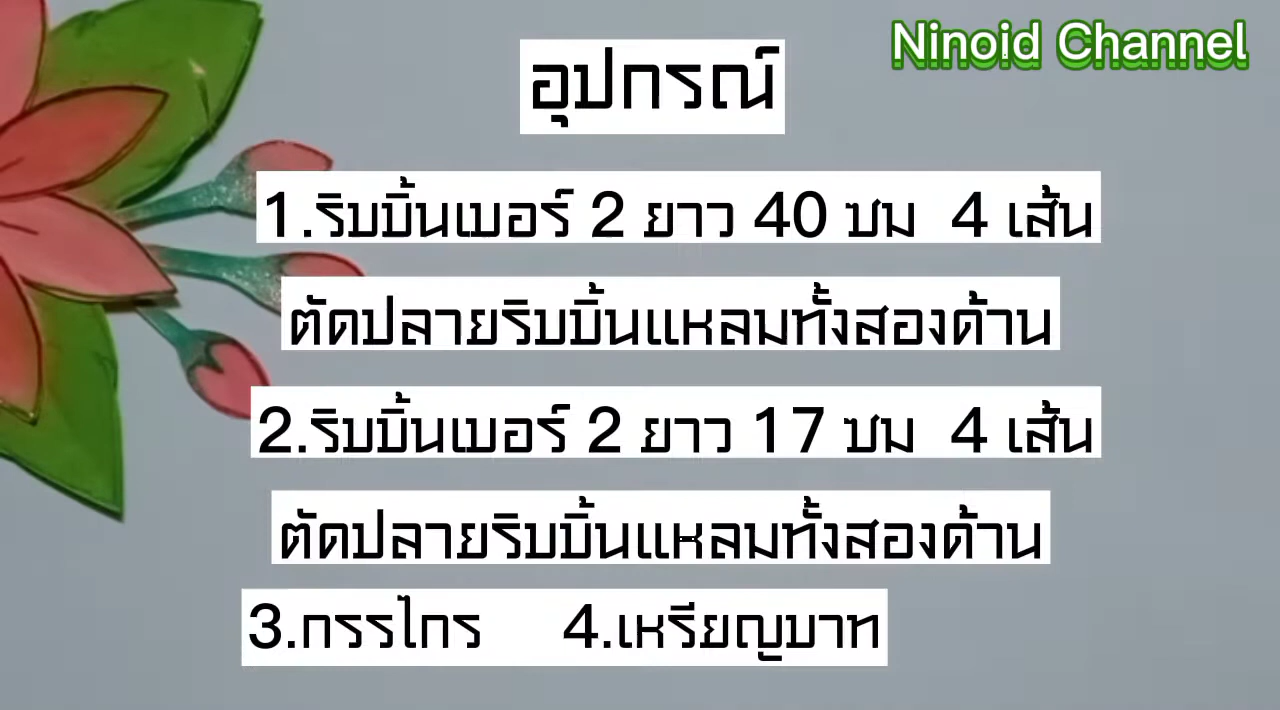 Ninoid Channel
อุปกรณ์
1.ริบบิ้นเบอร์ 2 ยาว 40 ซม 4 เส้น
ตัดปลายริบบิ้นแหลมทั้งสองด้าน
2.ริบบิ้นเบอร์ 2 ยาว 17 ซม 4 เส้น
ตัดปลายริบบิ้นแหลมทั้งสองด้าน
3.กรรไกร 4.เหรียญบาท